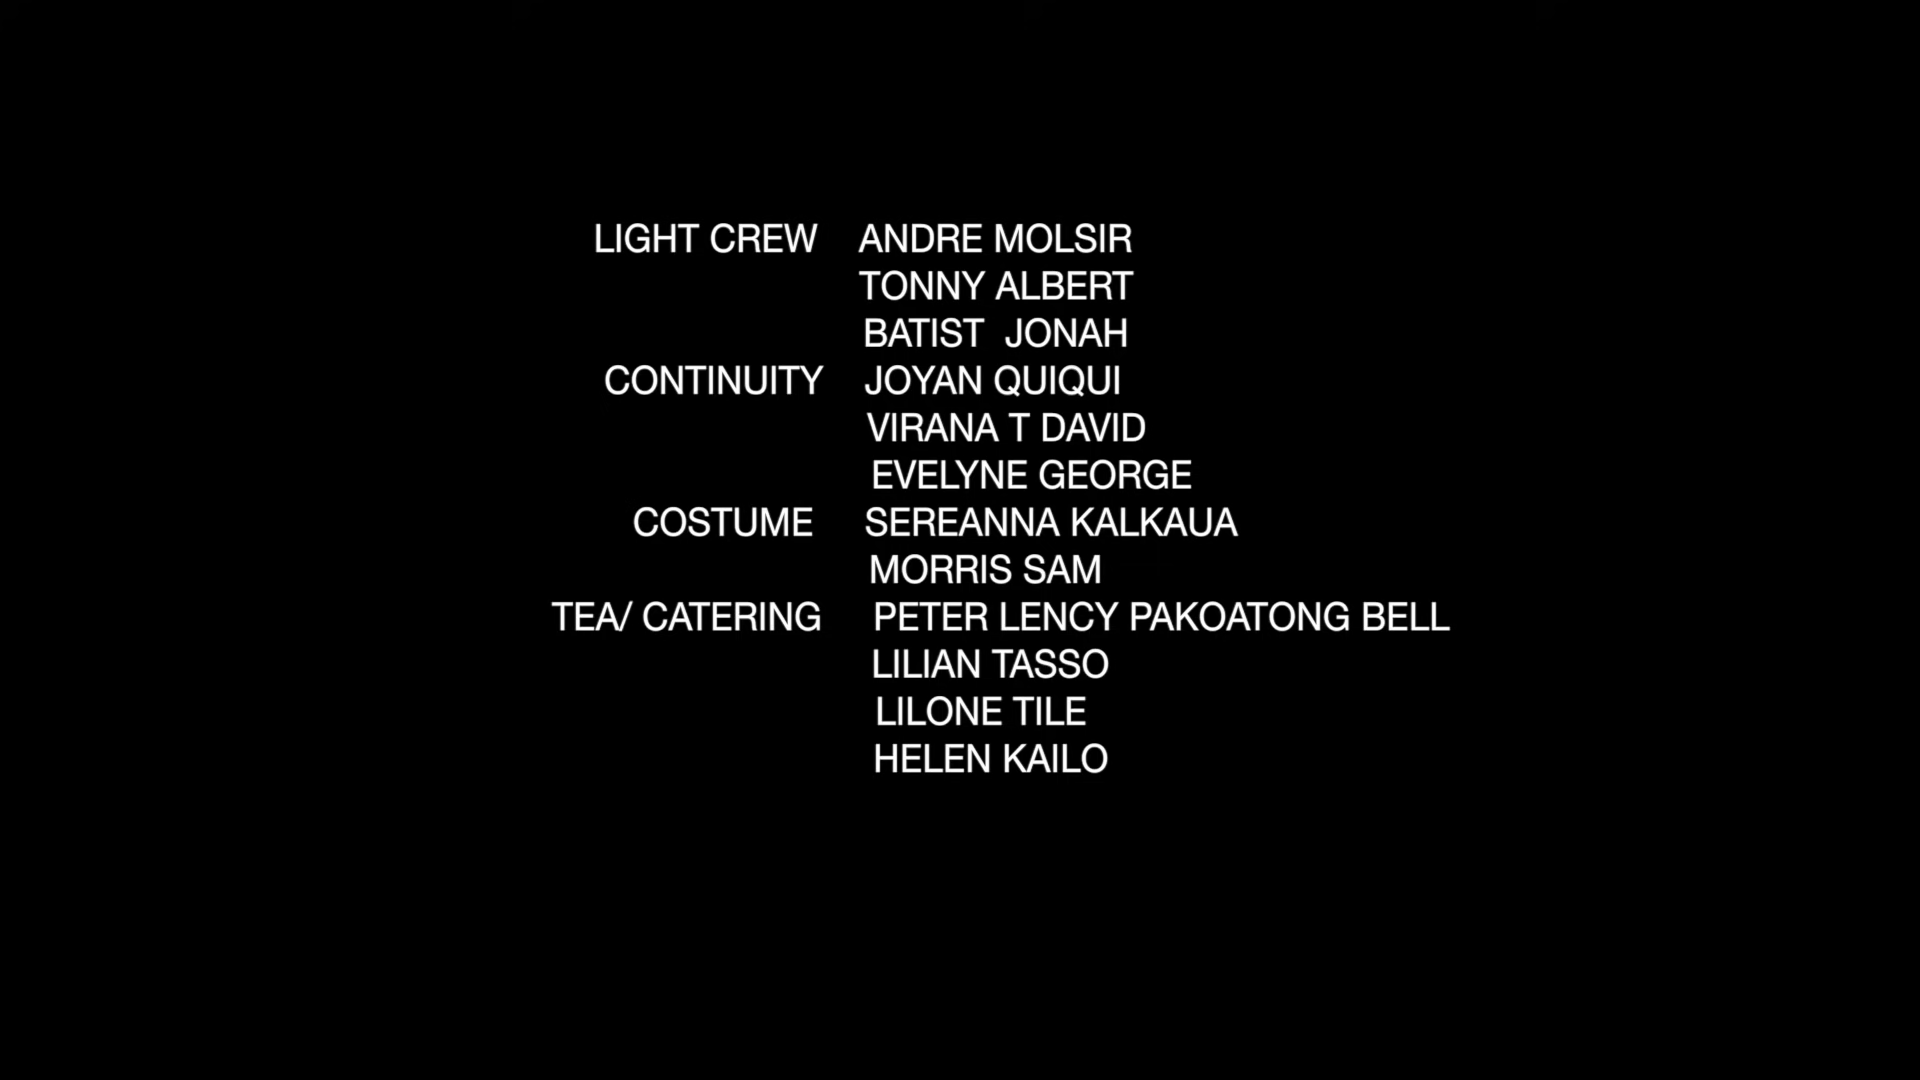 LIGHT CREW ANDRE MOLSIR
TONNY ALBERT
BATIST JONAH
CONTINUITY JOYAN QUIQUI
VIRANA T DAVID
EVELYNE GEORGE
COSTUME SEREANNA KALKAUA
MORRIS SAM
TEA/ CATERING PETER LENCY PAKOATONG BELL
LILIAN TASSO
LILONE TILE
HELEN KAILO